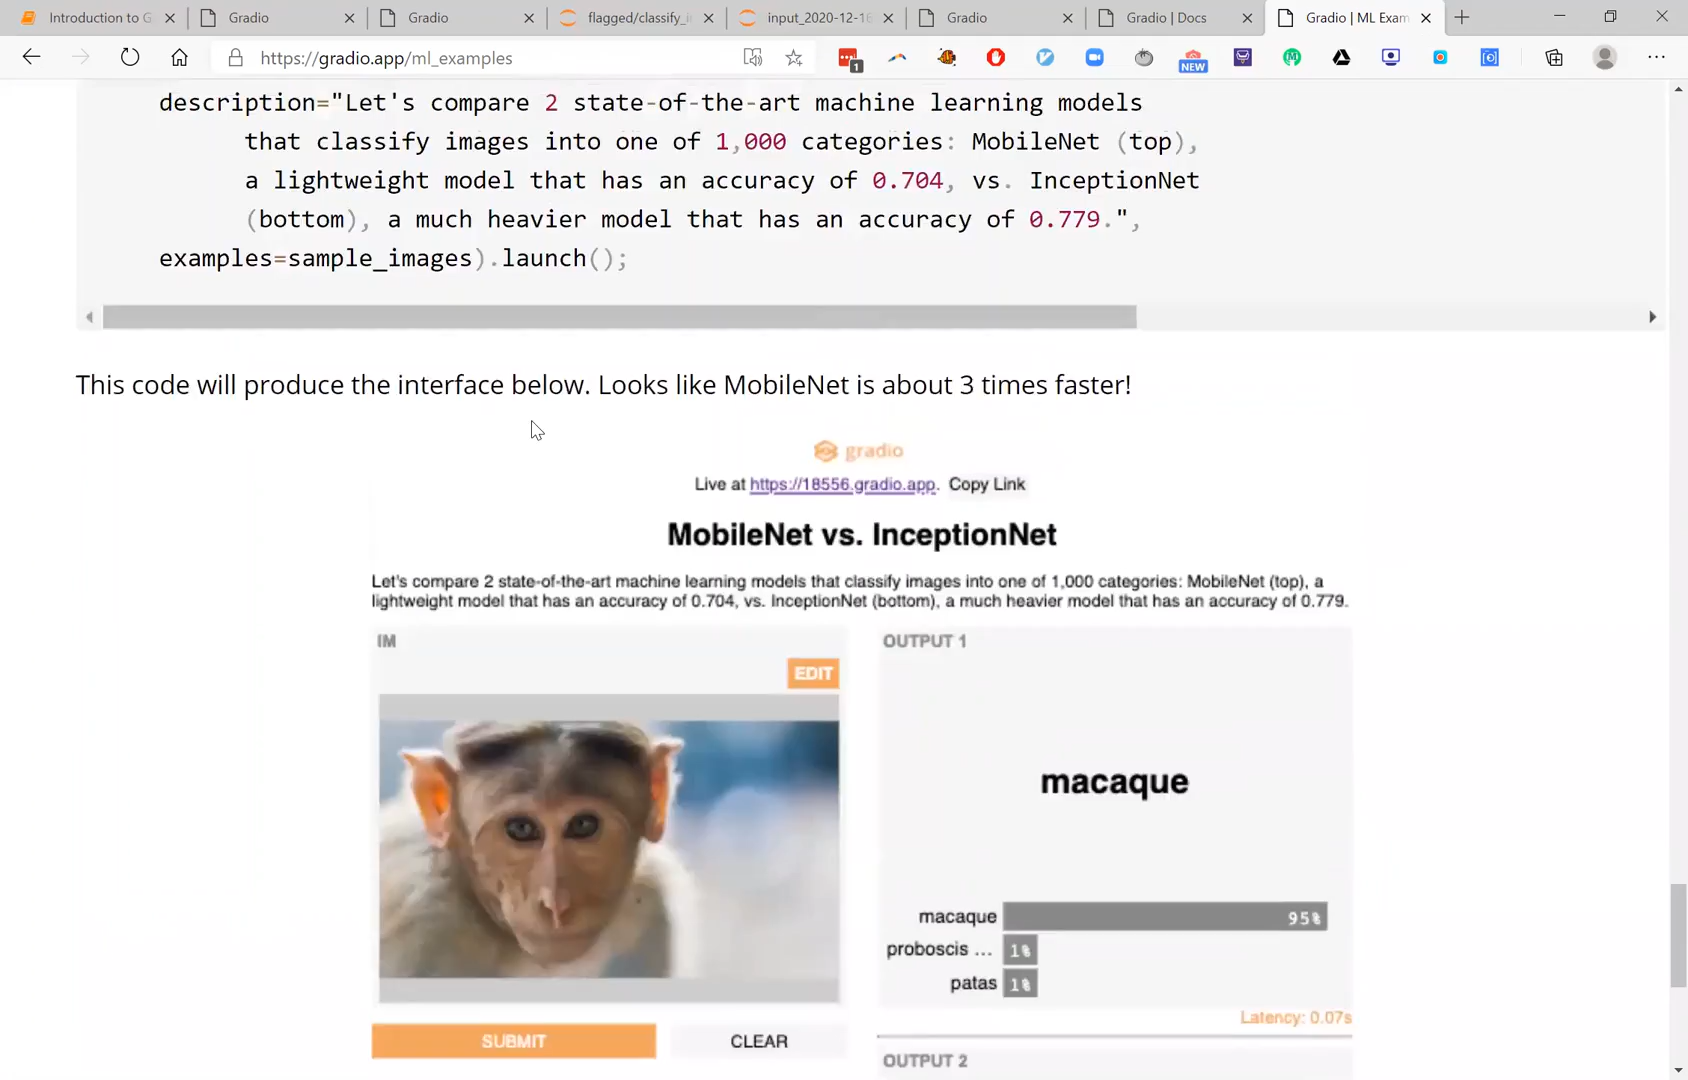 Introduction to G
Gradio
Gradio
flagged/classify_i
input_2020-12-16
Gradio
Gradio | Docs
Gradio | ML Exam
https://gradio.app/ml_examples
1
NEW
description="Let's compare 2 state-of-the-art machine learning models
that classify images into one of 1,000 categories: MobileNet (top),
a lightweight model that has an accuracy of 0.704, vs. InceptionNet
(bottom), a much heavier model that has an accuracy of 0.779.",
examples=sample_images).launch();
This code will produce the interface below. Looks like MobileNet is about 3 times faster!
gradio
Live at https://18556.gradio.app. Copy Link
MobileNet vs. InceptionNet
Let's compare 2 state-of-the-art machine learning models that classify images into one of 1,000 categories: MobileNet (top), a
lightweight model that has an accuracy of 0.704, vs. InceptionNet (bottom), a much heavier model that has an accuracy of 0.779.
IM
EDIT
SUBMIT
CLEAR
OUTPUT 1
macaque
macaque 95%
proboscis ... 1%
patas 1%
Latency: 0.07s
OUTPUT 2